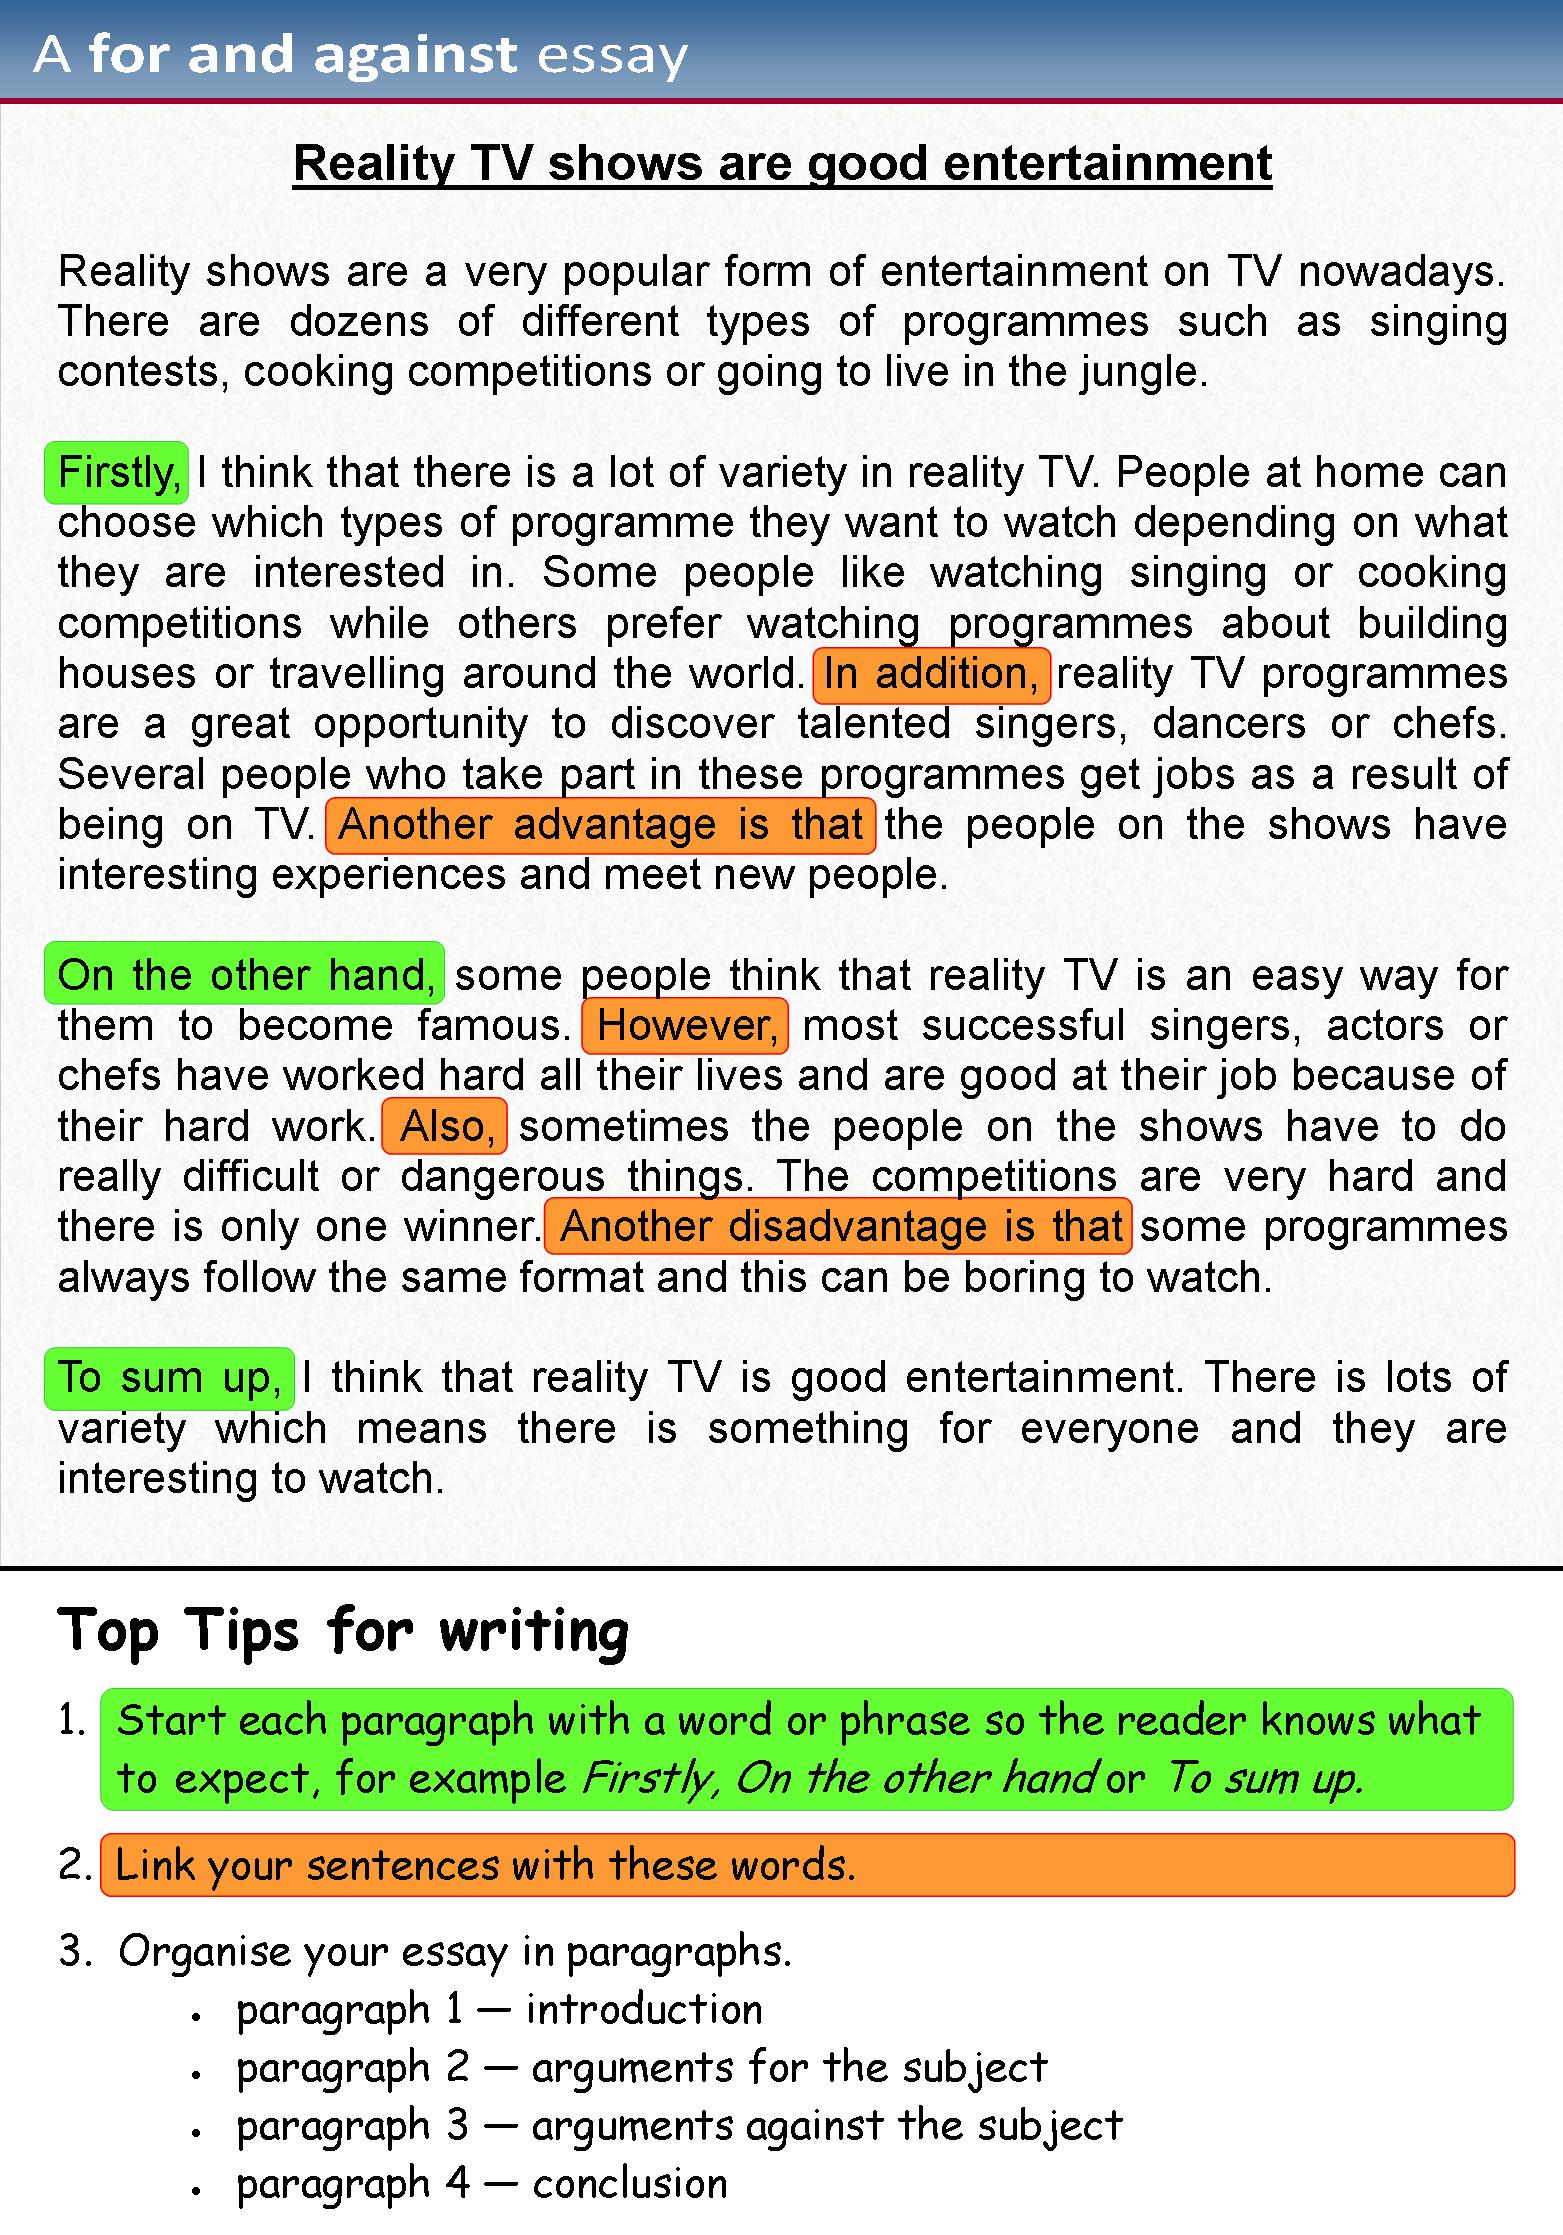 A for and against essay
Reality TV shows are good entertainment
Reality shows are a very popular form of entertainment on TV nowadays.
There are dozens of different types of programmes such as singing
contests, cooking competitions or going to live in the jungle.
Firstly, I think that there is a lot of variety in reality TV. People at home can
choose which types of programme they want to watch depending on what
they are interested in. Some people like watching singing or cooking
competitions while others prefer watching programmes about building
houses or travelling around the world. In addition, reality TV programmes
are a great opportunity to discover talented singers, dancers or chefs.
Several people who take part in these programmes get jobs as a result of
being on TV. Another advantage is that the people on the shows have
interesting experiences and meet new people.
On the other hand, some people think that reality TV is an easy way for
them to become famous. However, most successful singers, actors or
chefs have worked hard all their lives and are good at their job because of
their hard work. Also, sometimes the people on the shows have to do
really difficult or dangerous things. The competitions are very hard and
there is only one winner. Another disadvantage is that some programmes
always follow the same format and this can be boring to watch.
To sum up, I think that reality TV is good entertainment. There is lots of
variety which means there is something for everyone and they are
interesting to watch.
Top Tips for writing
1. Start each paragraph with a word or phrase so the reader knows what
to expect, for example Firstly, On the other hand or To sum up.
2. Link your sentences with these words.
3. Organise your essay in paragraphs.
• paragraph 1 — introduction
• paragraph 2 — arguments for the subject
• paragraph 3 — arguments against the subject
• paragraph 4 — conclusion